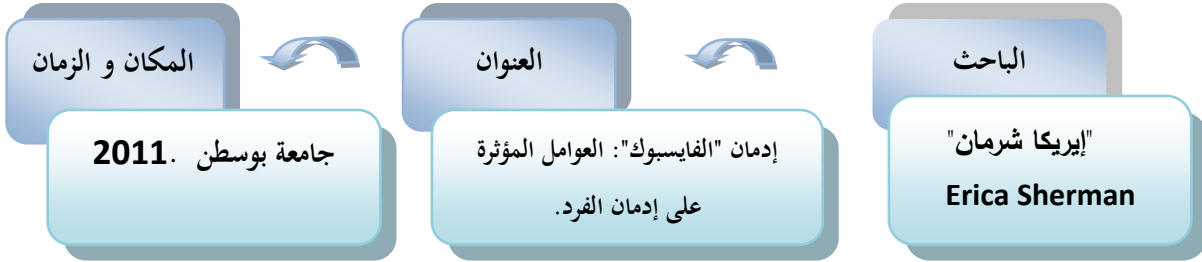 الباحث
"إيريكا شرمان"
Erica Sherman
العنوان
إدمان "الفايسبوك": العوامل المؤثرة
على إدمان الفرد.
المكان و الزمان
جامعة بوسطن .2011